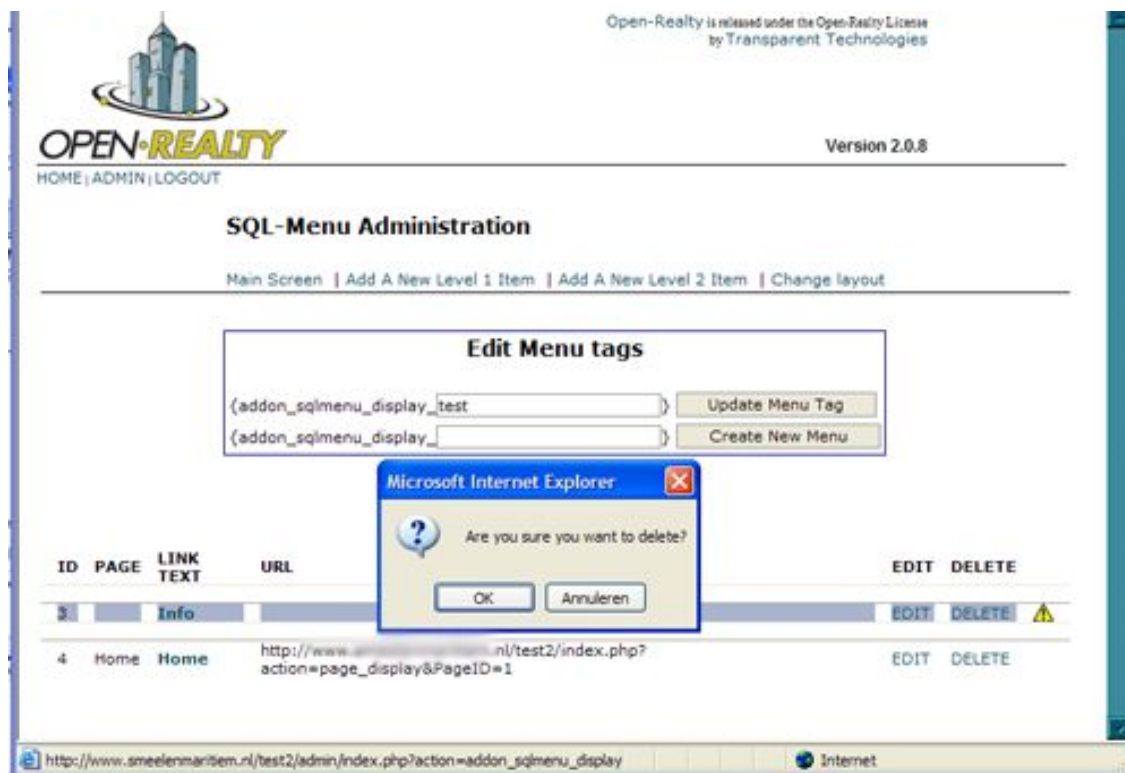 Open-Realty is released under the Open-Realty License
by Transparent Technologies
OPEN·REALTY
Version 2.0.8
HOME | ADMIN | LOGOUT
SQL-Menu Administration
Main Screen | Add A New Level 1 Item | Add A New Level 2 Item | Change layout
Edit Menu tags
{addon_sqlmenu_display_test} Update Menu Tag
{addon_sqlmenu_display_} Create New Menu
Microsoft Internet Explorer
Are you sure you want to delete?
OK Annuleren
ID PAGE LINK TEXT URL EDIT DELETE
3 Info EDIT DELETE
4 Home Home http://www. .nl/test2/index.php?
action=page_display&PageID=1 EDIT DELETE
http://www.smeelenmaritiem.nl/test2/admin/index.php?action=addon_sqlmenu_display Internet